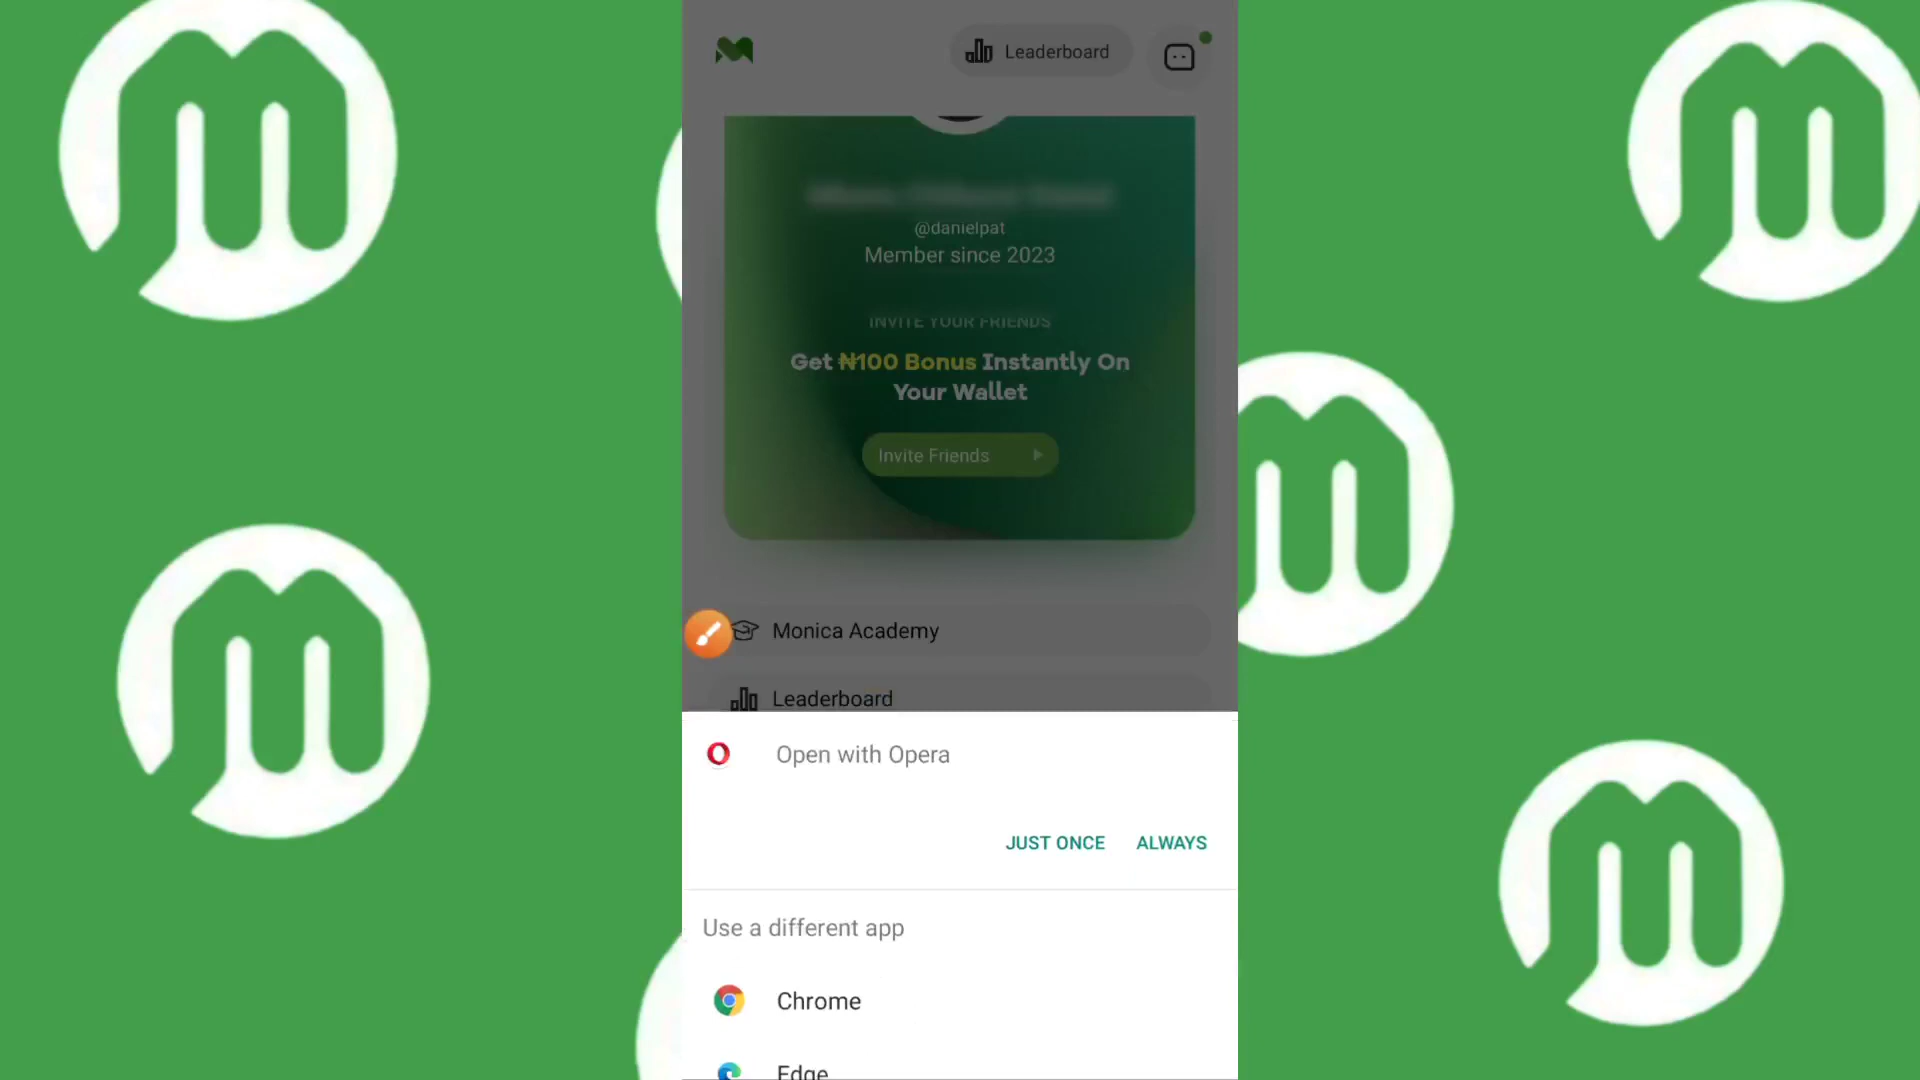 Leaderboard
@danielpat
Member since 2023
INVITE YOUR FRIENDS
Get ₦100 Bonus Instantly On
Your Wallet
Invite Friends
Monica Academy
Leaderboard
Open with Opera
JUST ONCE ALWAYS
Use a different app
Chrome
Edge